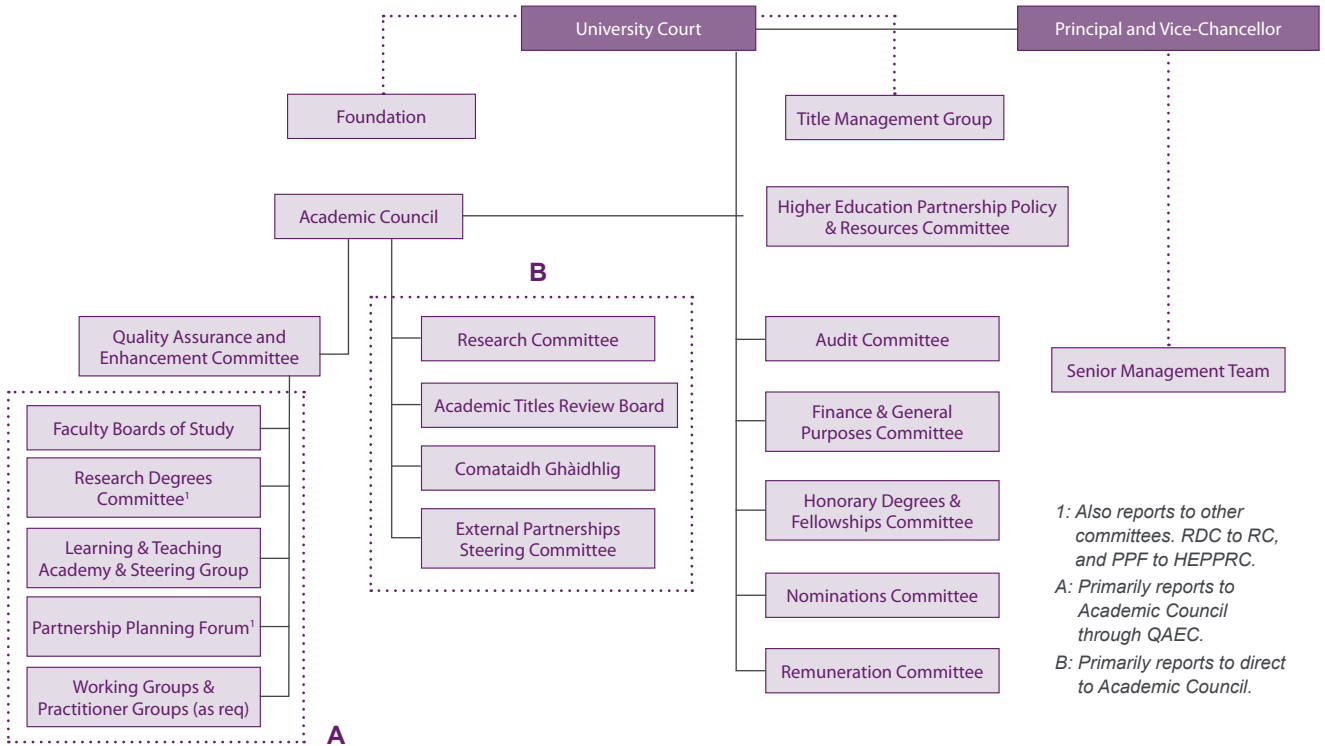 University Court
Principal and Vice-Chancellor
Foundation
Title Management Group
Academic Council
Higher Education Partnership Policy
& Resources Committee
B
Quality Assurance and
Enhancement Committee
Research Committee
Audit Committee
Senior Management Team
Academic Titles Review Board
Finance & General
Purposes Committee
Faculty Boards of Study
Research Degrees
Committee¹
Comataidh Ghàidhlig
Honorary Degrees &
Fellowships Committee
Learning & Teaching
Academy & Steering Group
External Partnerships
Steering Committee
Partnership Planning Forum¹
Nominations Committee
Working Groups &
Practitioner Groups (as req)
Remuneration Committee
A
1: Also reports to other
committees. RDC to RC,
and PPF to HEPPRC.
A: Primarily reports to
Academic Council
through QAEC.
B: Primarily reports to direct
to Academic Council.